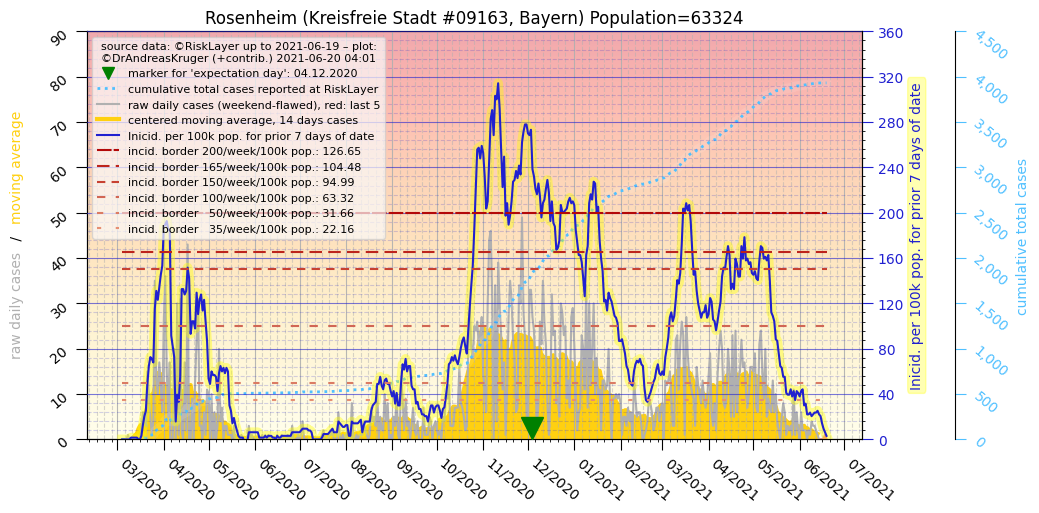 Rosenheim (Kreisfreie Stadt #09163, Bayern) Population=63324
source data: ©RiskLayer up to 2021-06-19 – plot:
©DrAndreasKruger (+contrib.) 2021-06-20 04:01
marker for 'expectation day': 04.12.2020
cumulative total cases reported at RiskLayer
raw daily cases (weekend-flawed), red: last 5
centered moving average, 14 days cases
Inicid. per 100k pop. for prior 7 days of date
incid. border 200/week/100k pop.: 126.65
incid. border 165/week/100k pop.: 104.48
incid. border 150/week/100k pop.: 94.99
incid. border 100/week/100k pop.: 63.32
incid. border 50/week/100k pop.: 31.66
incid. border 35/week/100k pop.: 22.16
raw daily cases / moving average
90
80
70
60
50
40
30
20
10
0
03/2020
04/2020
05/2020
06/2020
07/2020
08/2020
09/2020
10/2020
11/2020
12/2020
01/2021
02/2021
03/2021
04/2021
05/2021
06/2021
07/2021
360
320
280
240
200
160
120
80
40
0
Inicid. per 100k pop. for prior 7 days of date
4,500
4,000
3,500
3,000
2,500
2,000
1,500
1,000
500
0
cumulative total cases